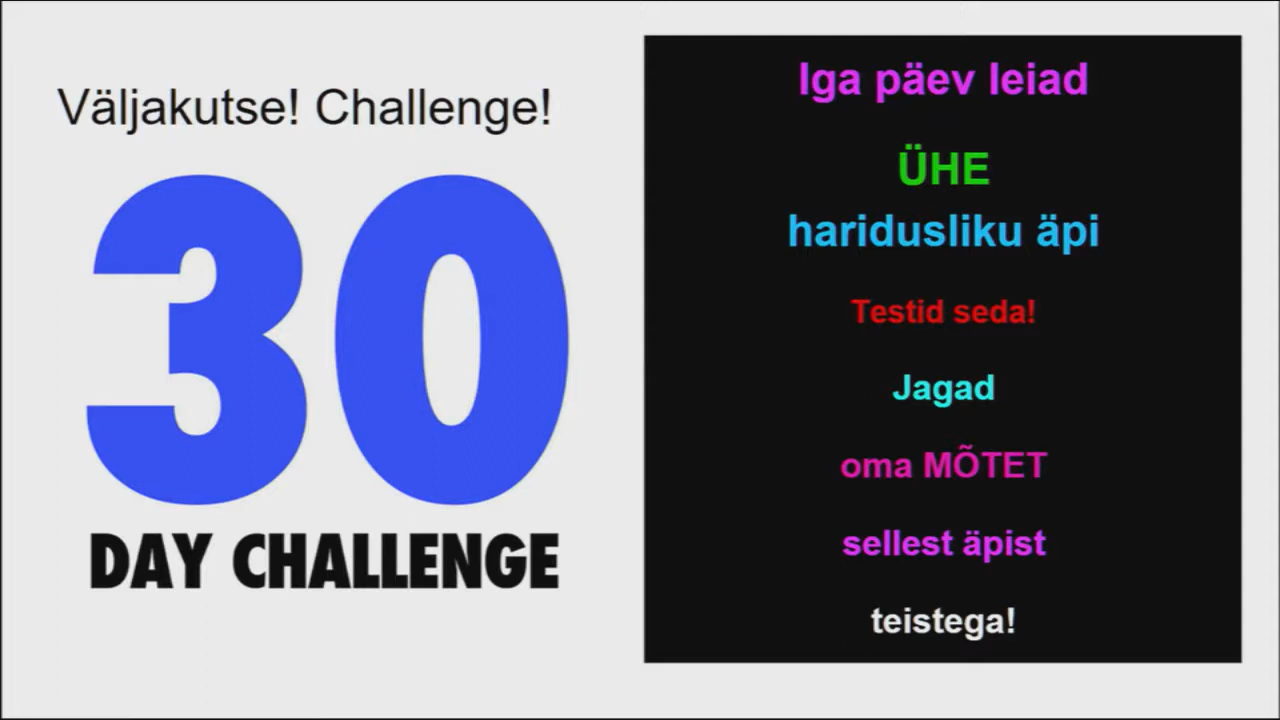 Väljakutse! Challenge!
30
DAY CHALLENGE
Iga päev leiad
ÜHE
haridusliku äpi
Testid seda!
Jagad
oma MÕTET
sellest äpist
teistega!